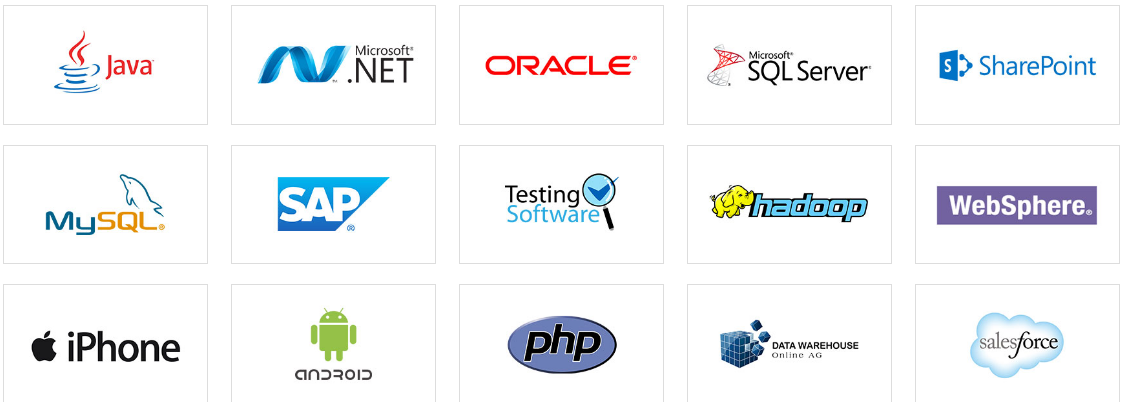 Java
Microsoft®
.NET
™
ORACLE®
Microsoft®
SQL Server®
®
S SharePoint
MySQL®
SAP
®
Testing
Software
hadoop
WebSphere®
iPhone
ANDROID
php
DATA WAREHOUSE
Online AG
salesforce